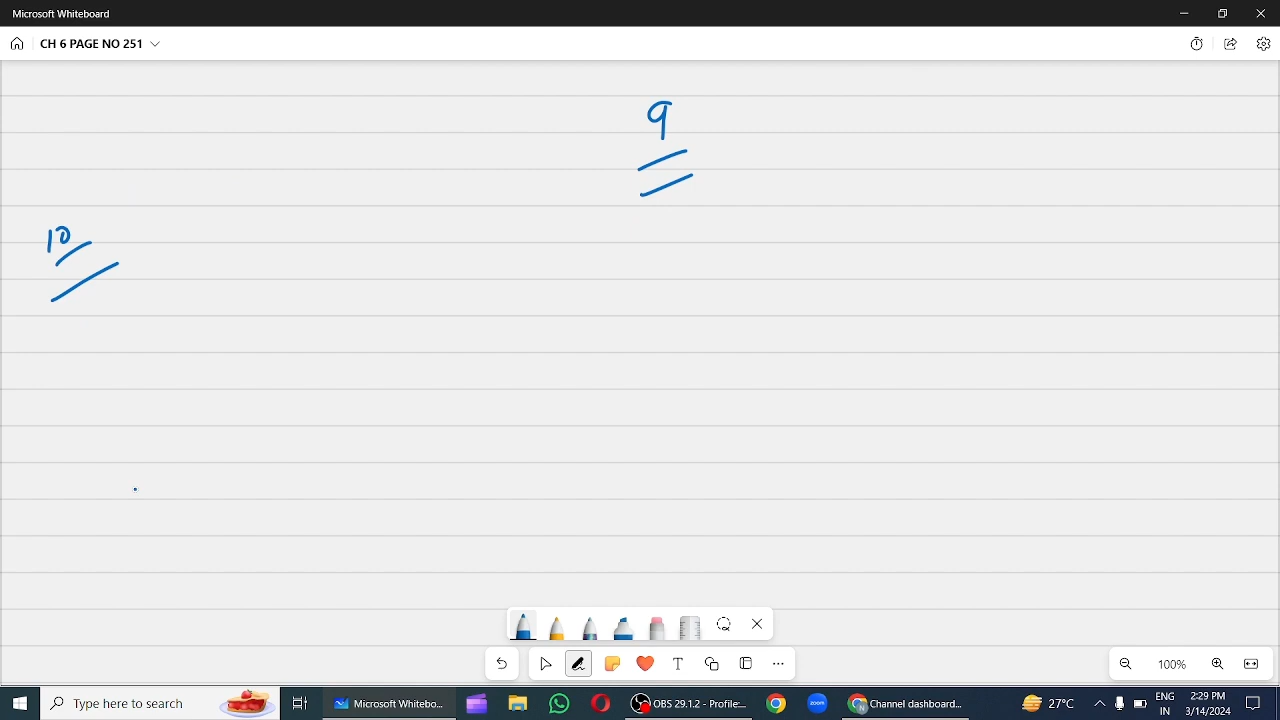 Microsoft Whiteboard
CH 6 PAGE NO 251
9
10
100%
Type here to search
Microsoft Whitebo...
OBS 29.1.2 - Profile:...
Channel dashboard...
27°C
ENG
IN
2:29 PM
3/14/2024